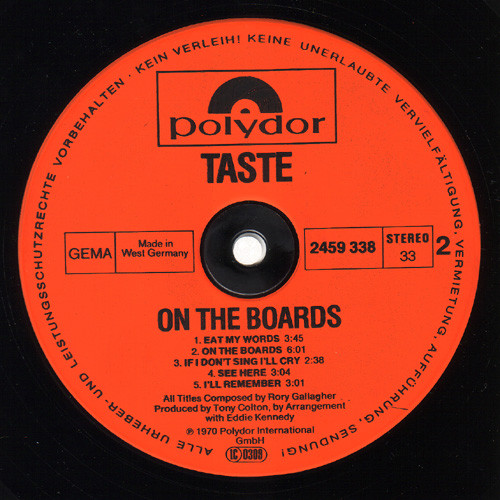 ALLE URHEBER- UND LEISTUNGSSCHUTZRECHTE VORBEHALTEN · KEIN VERLEIH! KEINE UNERLAUBTE VERVIELFÄLTIGUNG, VERMIETUNG, AUFFÜHRUNG, SENDUNG!
polydor
TASTE
GEMA
Made in
West Germany
2459 338
STEREO
33
2
ON THE BOARDS
1. EAT MY WORDS 3:45
2. ON THE BOARDS 6:01
3. IF I DON'T SING I'LL CRY 2:38
4. SEE HERE 3:04
5. I'LL REMEMBER 3:01
All Titles Composed by Rory Gallagher
Produced by Tony Colton, by Arrangement
with Eddie Kennedy
℗ 1970 Polydor International
GmbH
LC 0309